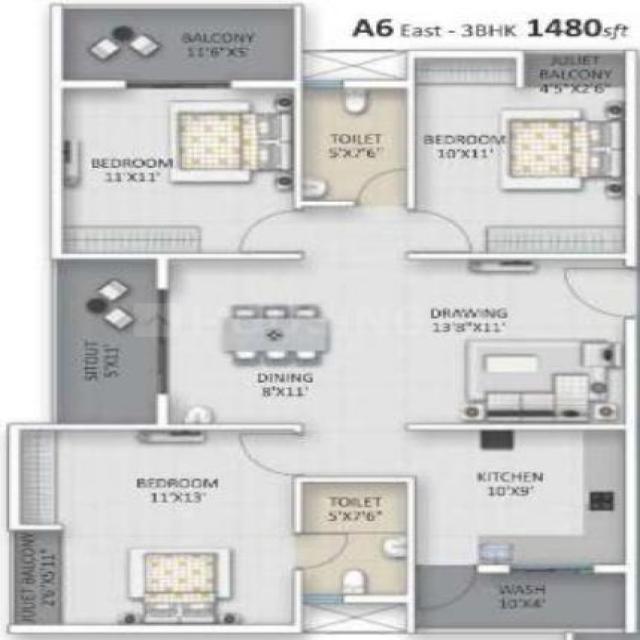 A6 East - 3BHK 1480sft
BALCONY
11'6"X5'
JULIET
BALCONY
4'5"X2'6"
TOILET
5'X7'6"
BEDROOM
11'X11'
BEDROOM
10'X11'
DRAWING
13'8"X11'
SITOUT
5'X11'
DINING
8'X11'
BEDROOM
11'X13'
KITCHEN
10'X9'
TOILET
5'X7'6"
JULIET BALCONY
2'6"X5'11"
WASH
10'X4'